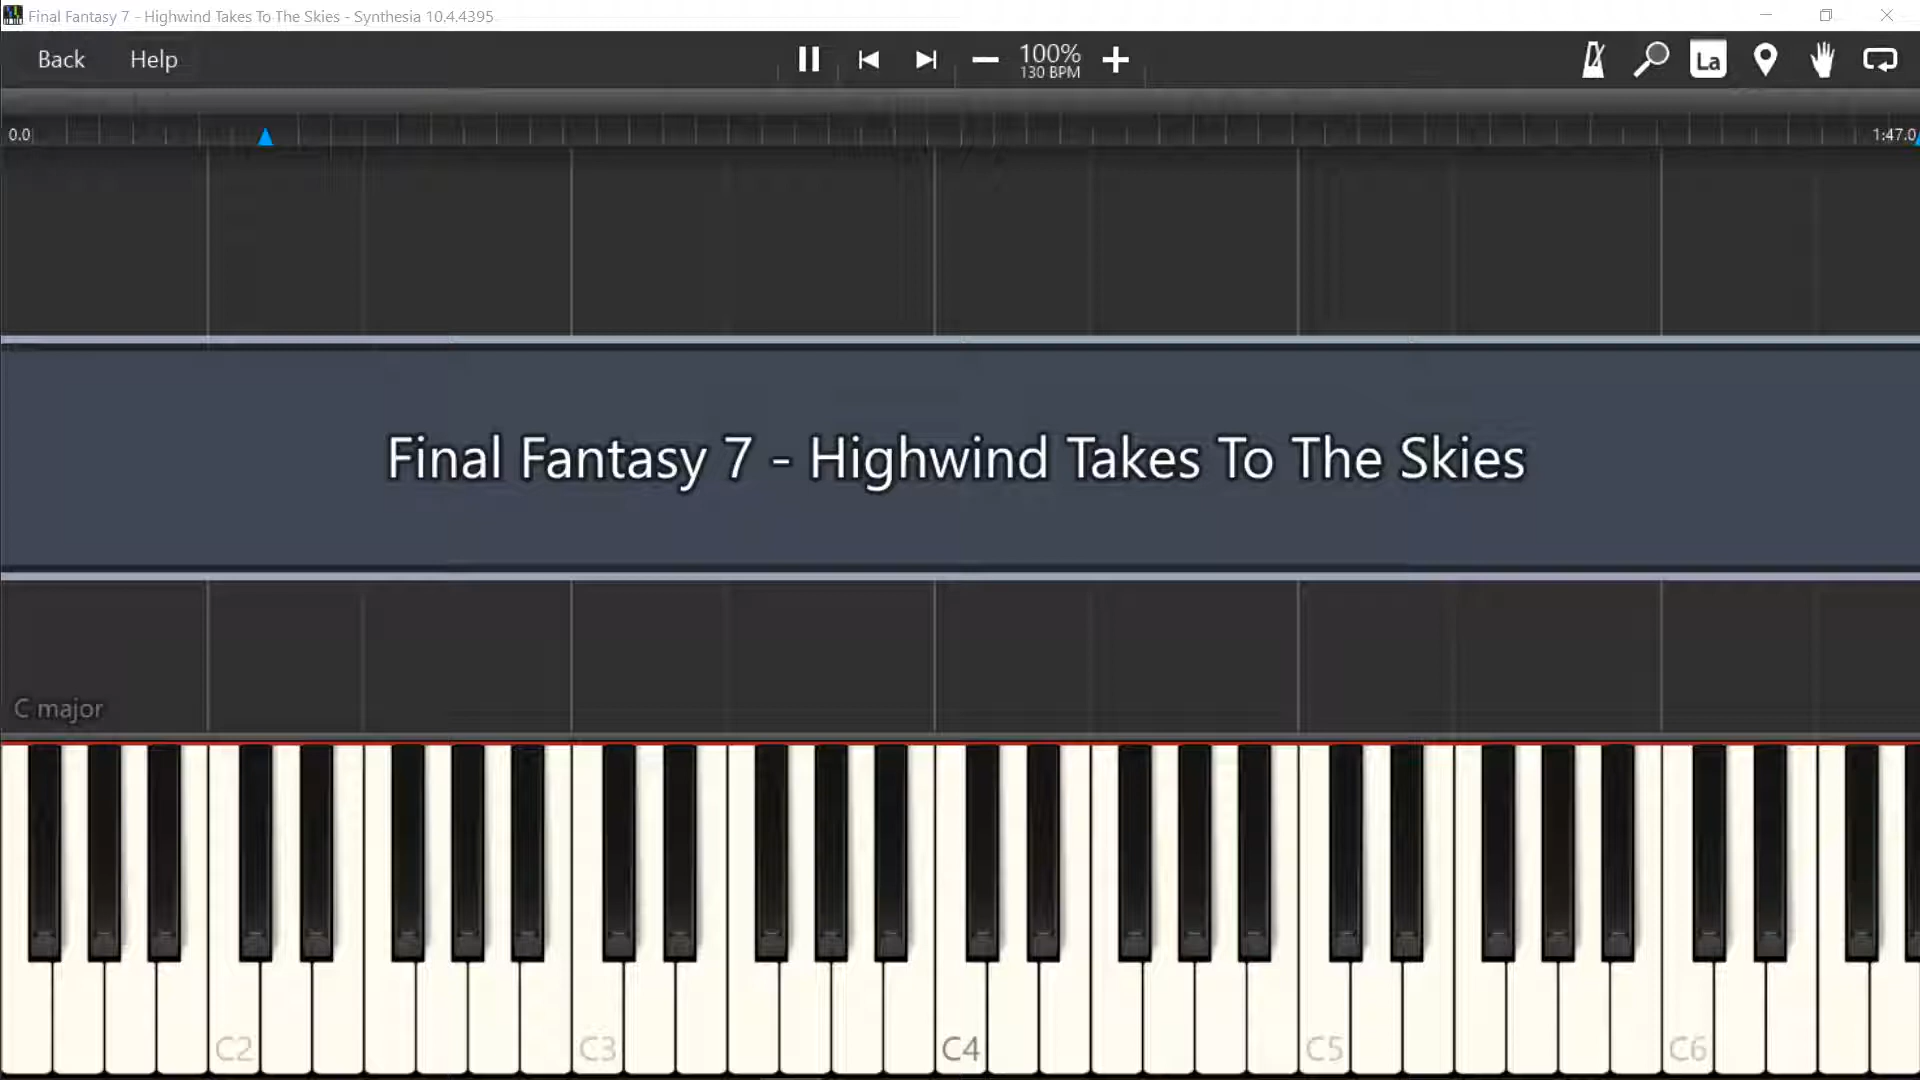 Final Fantasy 7 - Highwind Takes To The Skies - Synthesia 10.4.4395
Back Help 100% La
130 BPM
0.0 1:47.0
Final Fantasy 7 - Highwind Takes To The Skies
C major
C2 C3 C4 C5 C6